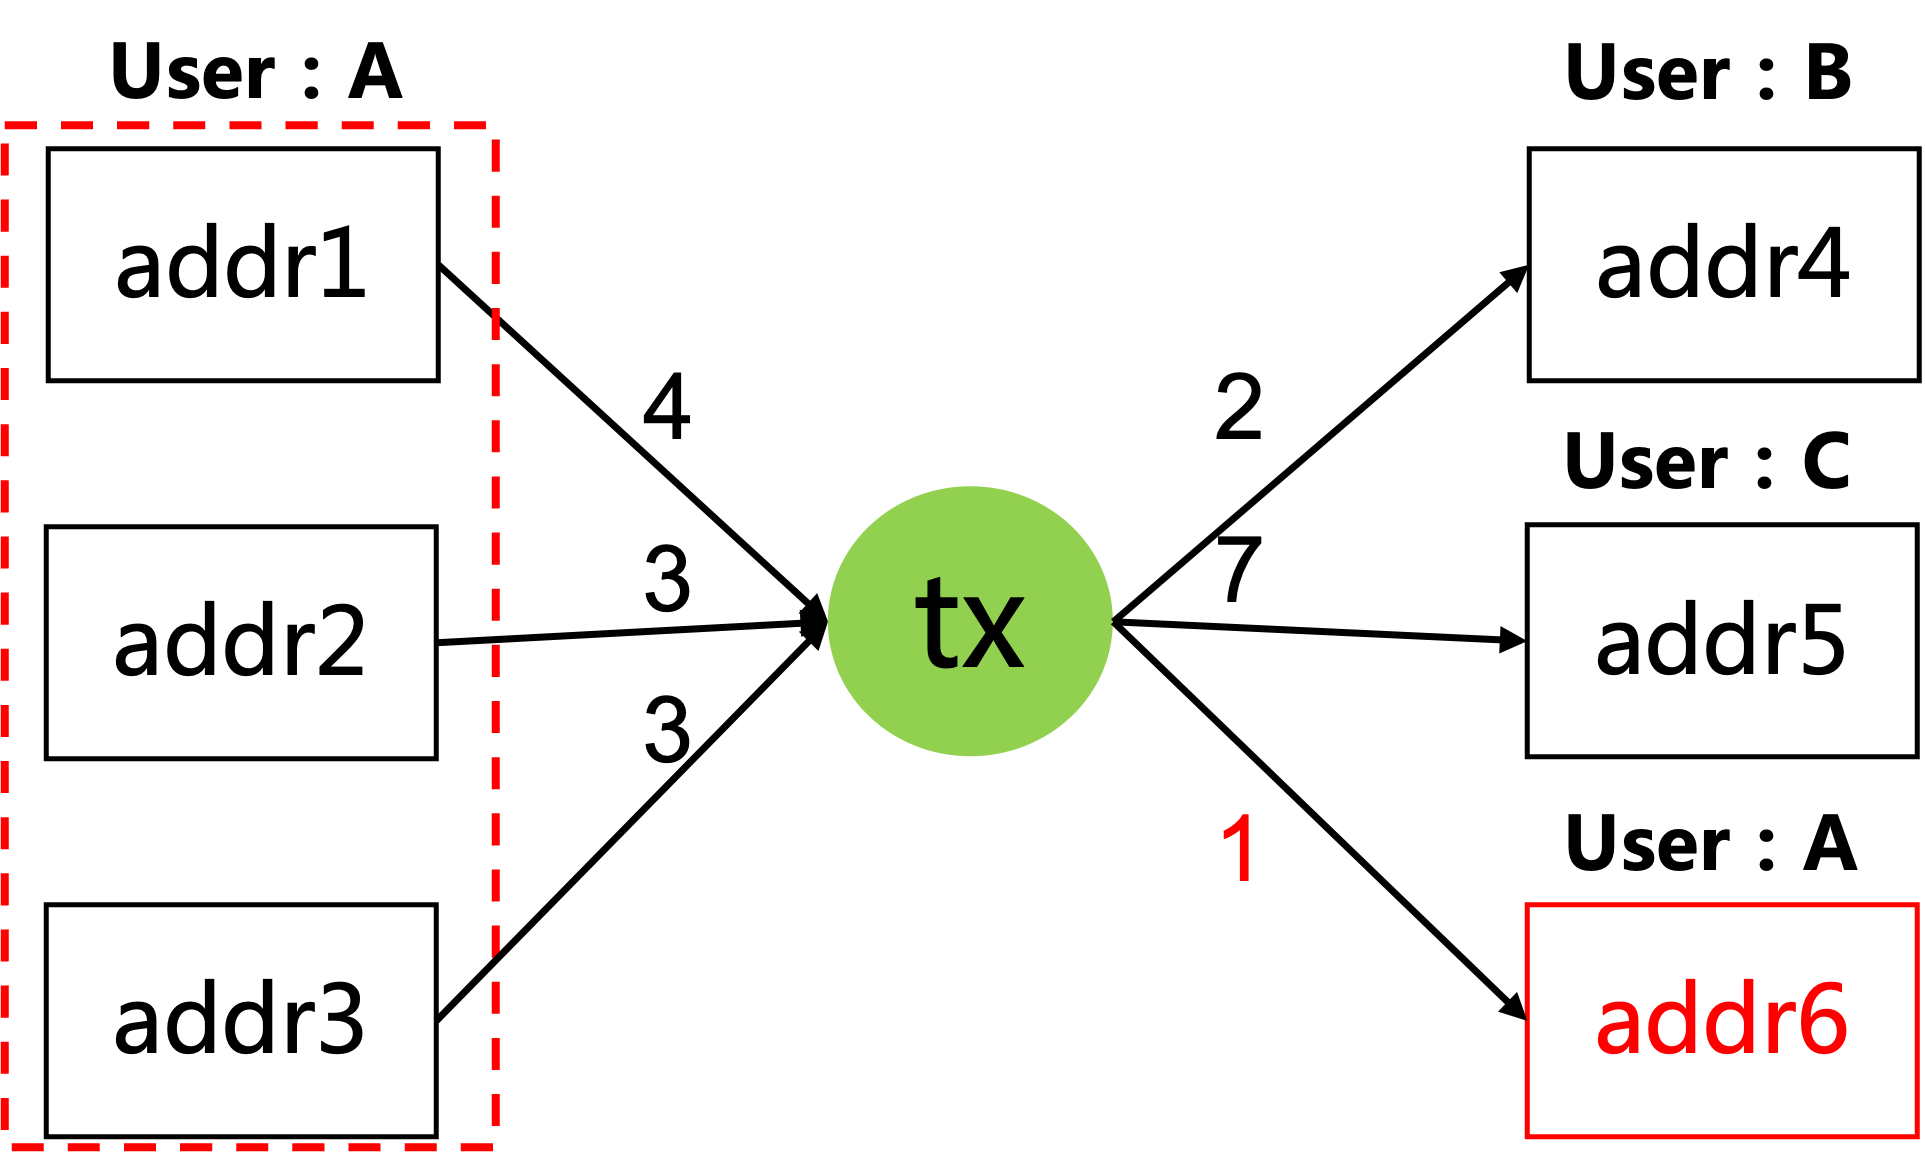 User : A
addr1
addr2
addr3
4
3
3
tx
2
7
1
User : B
addr4
User : C
addr5
User : A
addr6